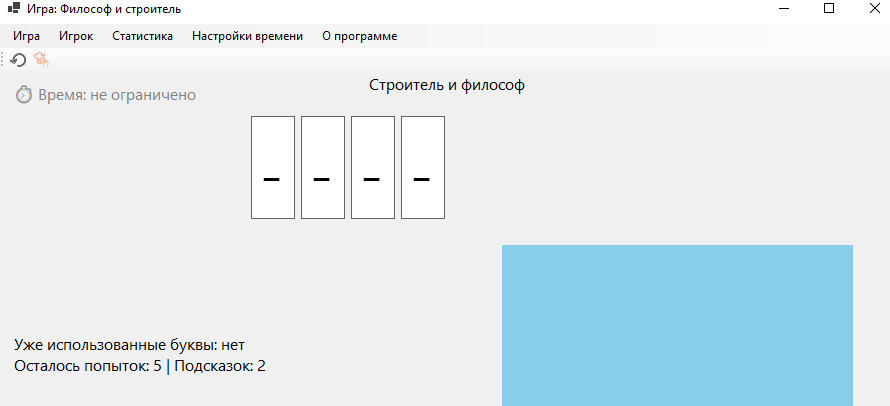 Игра: Философ и строитель
Игра Игрок Статистика Настройки времени О программе
Время: не ограничено
Строитель и философ
_ _ _ _
Уже использованные буквы: нет
Осталось попыток: 5 | Подсказок: 2